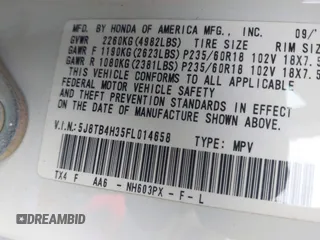 MFD. BY HONDA OF AMERICA MFG., INC. 09/
GVWR 2260KG(4982LBS) TIRE SIZE RIM SIZE
GAWR F 1190KG(2623LBS) P235/60R18 102V 18X7.5
GAWR R 1080KG(2381LBS) P235/60R18 102V 18X7.5
THIS VEHICLE CONFORMS TO ALL APPLICABLE
FEDERAL MOTOR VEHICLE SAFETY
AND THEFT PREVENTION STANDARDS IN EFFECT
ON THE DATE OF MANUFACTURE SHOWN ABOVE.
V.I.N.: 5J8TB4H35FL014658 TYPE: MPV
TX4 F AA6 - NH603PX - F - L
DREAMBID